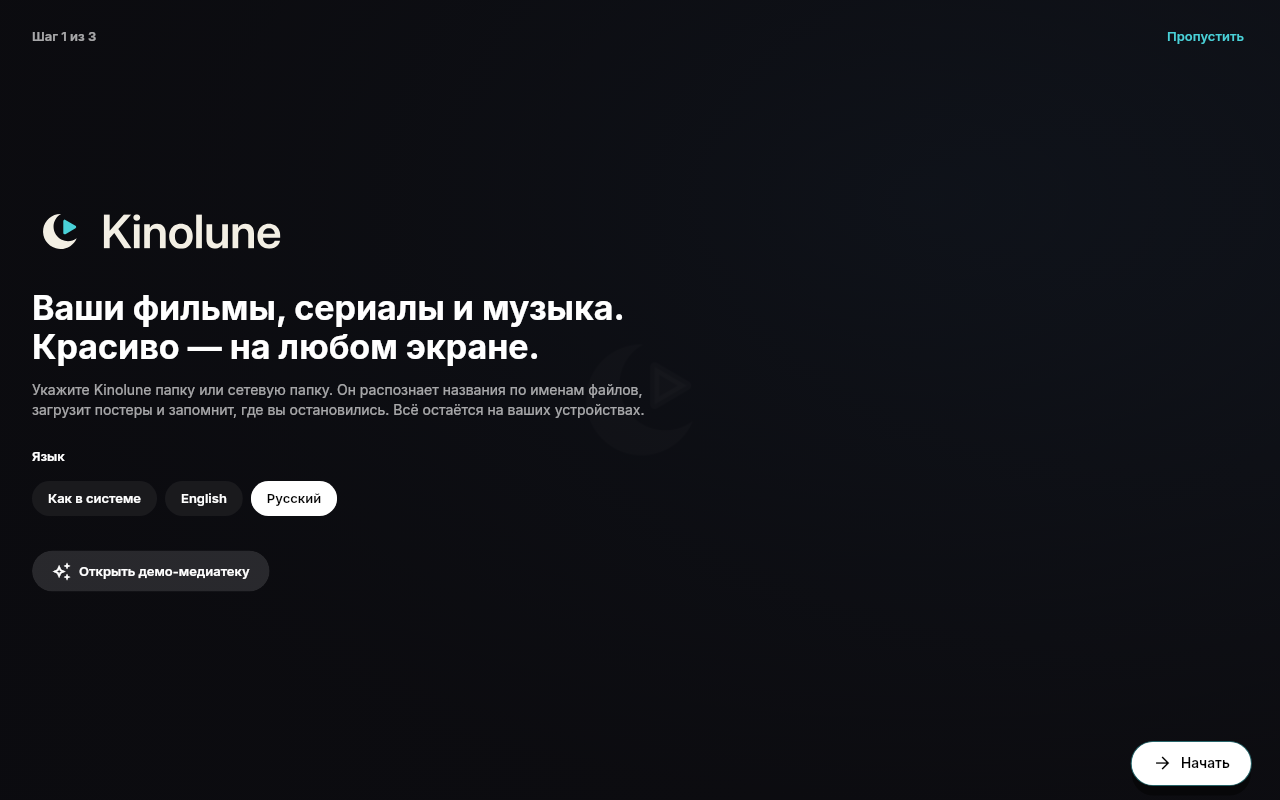 Шаг 1 из 3
Пропустить
Kinolune
Ваши фильмы, сериалы и музыка.
Красиво — на любом экране.
Укажите Kinolune папку или сетевую папку. Он распознает названия по именам файлов,
загрузит постеры и запомнит, где вы остановились. Всё остаётся на ваших устройствах.
Язык
Как в системе
English
Русский
Открыть демо-медиатеку
Начать